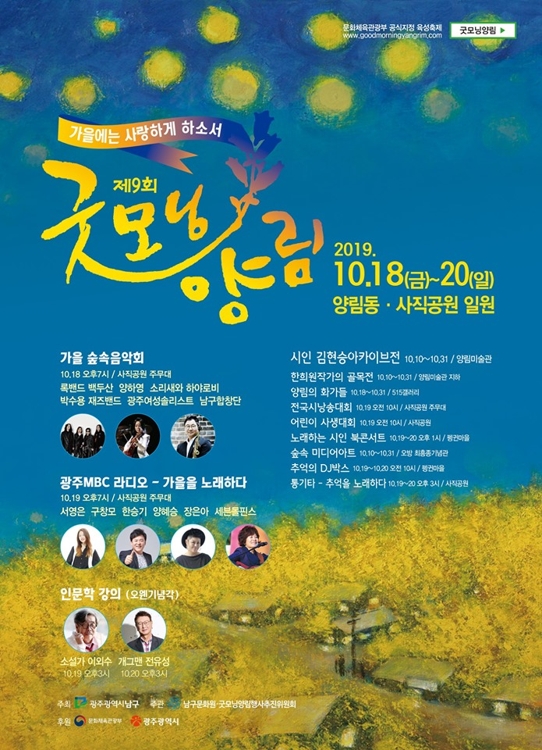 문화체육관광부 공식지정 육성축제
www.goodmorningyangrim.com
굿모닝양림 ▶
가을에는 사랑하게 하소서
제9회
굿모닝
양림
2019.
10.18(금)~20(일)
양림동 · 사직공원 일원
가을 숲속음악회
10.18 오후7시 / 사직공원 주무대
록밴드 백두산 양하영 소리새와 하야로비
박수용 재즈밴드 광주여성솔리스트 남구합창단
광주MBC 라디오 - 가을을 노래하다
10.19 오후7시 / 사직공원 주무대
서영은 구창모 한승기 양혜승 장은아 세븐돌핀스
인문학 강의 (오웬기념각)
소설가 이외수 개그맨 전유성
10.19 오후3시 10.20 오후3시
시인 김현승아카이브전 10.10~10.31 / 양림미술관
한희원작가의 골목전 10.10~10.31 / 양림미술관 지하
양림의 화가들 10.18~10.31 / 515갤러리
전국시낭송대회 10.19 오전 10시 / 사직공원 주무대
어린이 사생대회 10.19 오전 10시 / 사직공원
노래하는 시인 북콘서트 10.19~20 오후 1시 / 펭귄마을
숲속 미디어아트 10.10~10.31 / 오방 최흥종기념관
추억의 DJ박스 10.19~10.20 오전 10시 / 펭귄마을
통기타 - 추억을 노래하다 10.19~20 오후 3시 / 사직공원
주최 광주광역시남구 주관 남구문화원·굿모닝양림행사추진위원회
후원 문화체육관광부 광주광역시